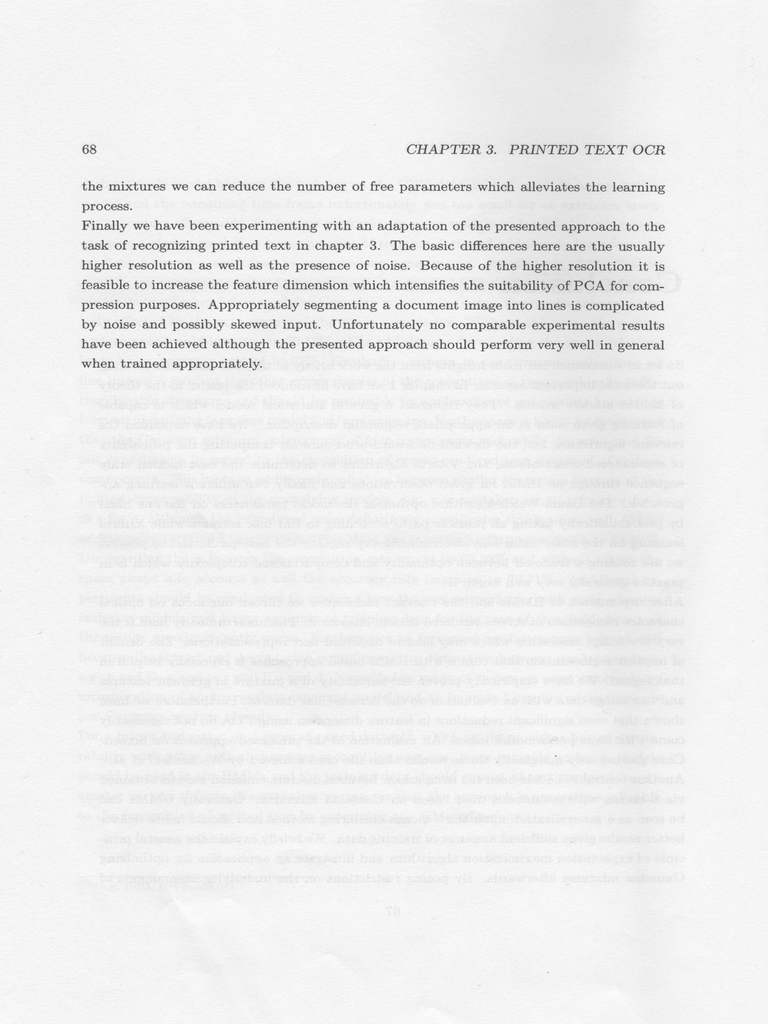 68 CHAPTER 3. PRINTED TEXT OCR
the mixtures we can reduce the number of free parameters which alleviates the learning
process.
Finally we have been experimenting with an adaptation of the presented approach to the
task of recognizing printed text in chapter 3. The basic differences here are the usually
higher resolution as well as the presence of noise. Because of the higher resolution it is
feasible to increase the feature dimension which intensifies the suitability of PCA for com-
pression purposes. Appropriately segmenting a document image into lines is complicated
by noise and possibly skewed input. Unfortunately no comparable experimental results
have been achieved although the presented approach should perform very well in general
when trained appropriately.